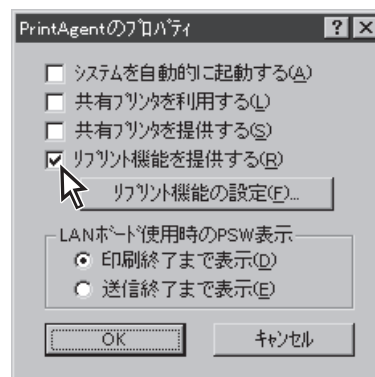 PrintAgentのプロパティ
システムを自動的に起動する(A)
共有プリンタを利用する(L)
共有プリンタを提供する(S)
リプリント機能を提供する(R)
リプリント機能の設定(F)...
LANボード使用時のPSW表示
印刷終了まで表示(D)
送信終了まで表示(E)
OK キャンセル